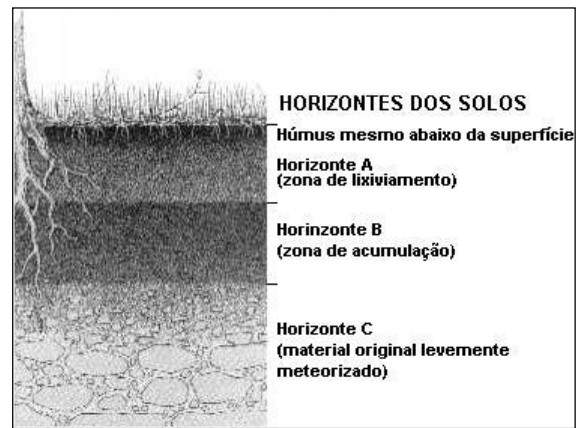 HORIZONTES DOS SOLOS
Húmus mesmo abaixo da superfície
Horizonte A
(zona de lixiviamento)
Horinzonte B
(zona de acumulação)
Horizonte C
(material original levemente
meteorizado)